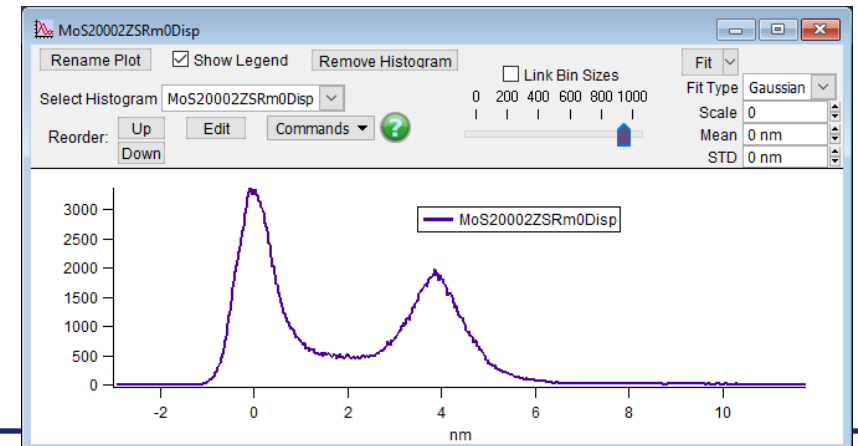 MoS20002ZSRm0Disp
Rename Plot Show Legend Remove Histogram
Link Bin Sizes
Fit
Select Histogram MoS20002ZSRm0Disp
0 200 400 600 800 1000
Fit Type Gaussian
Scale 0
Reorder: Up Edit Commands ?
Mean 0 nm
Down
STD 0 nm
3000
MoS20002ZSRm0Disp
2500
2000
1500
1000
500
0
-2 0 2 4 6 8 10
nm